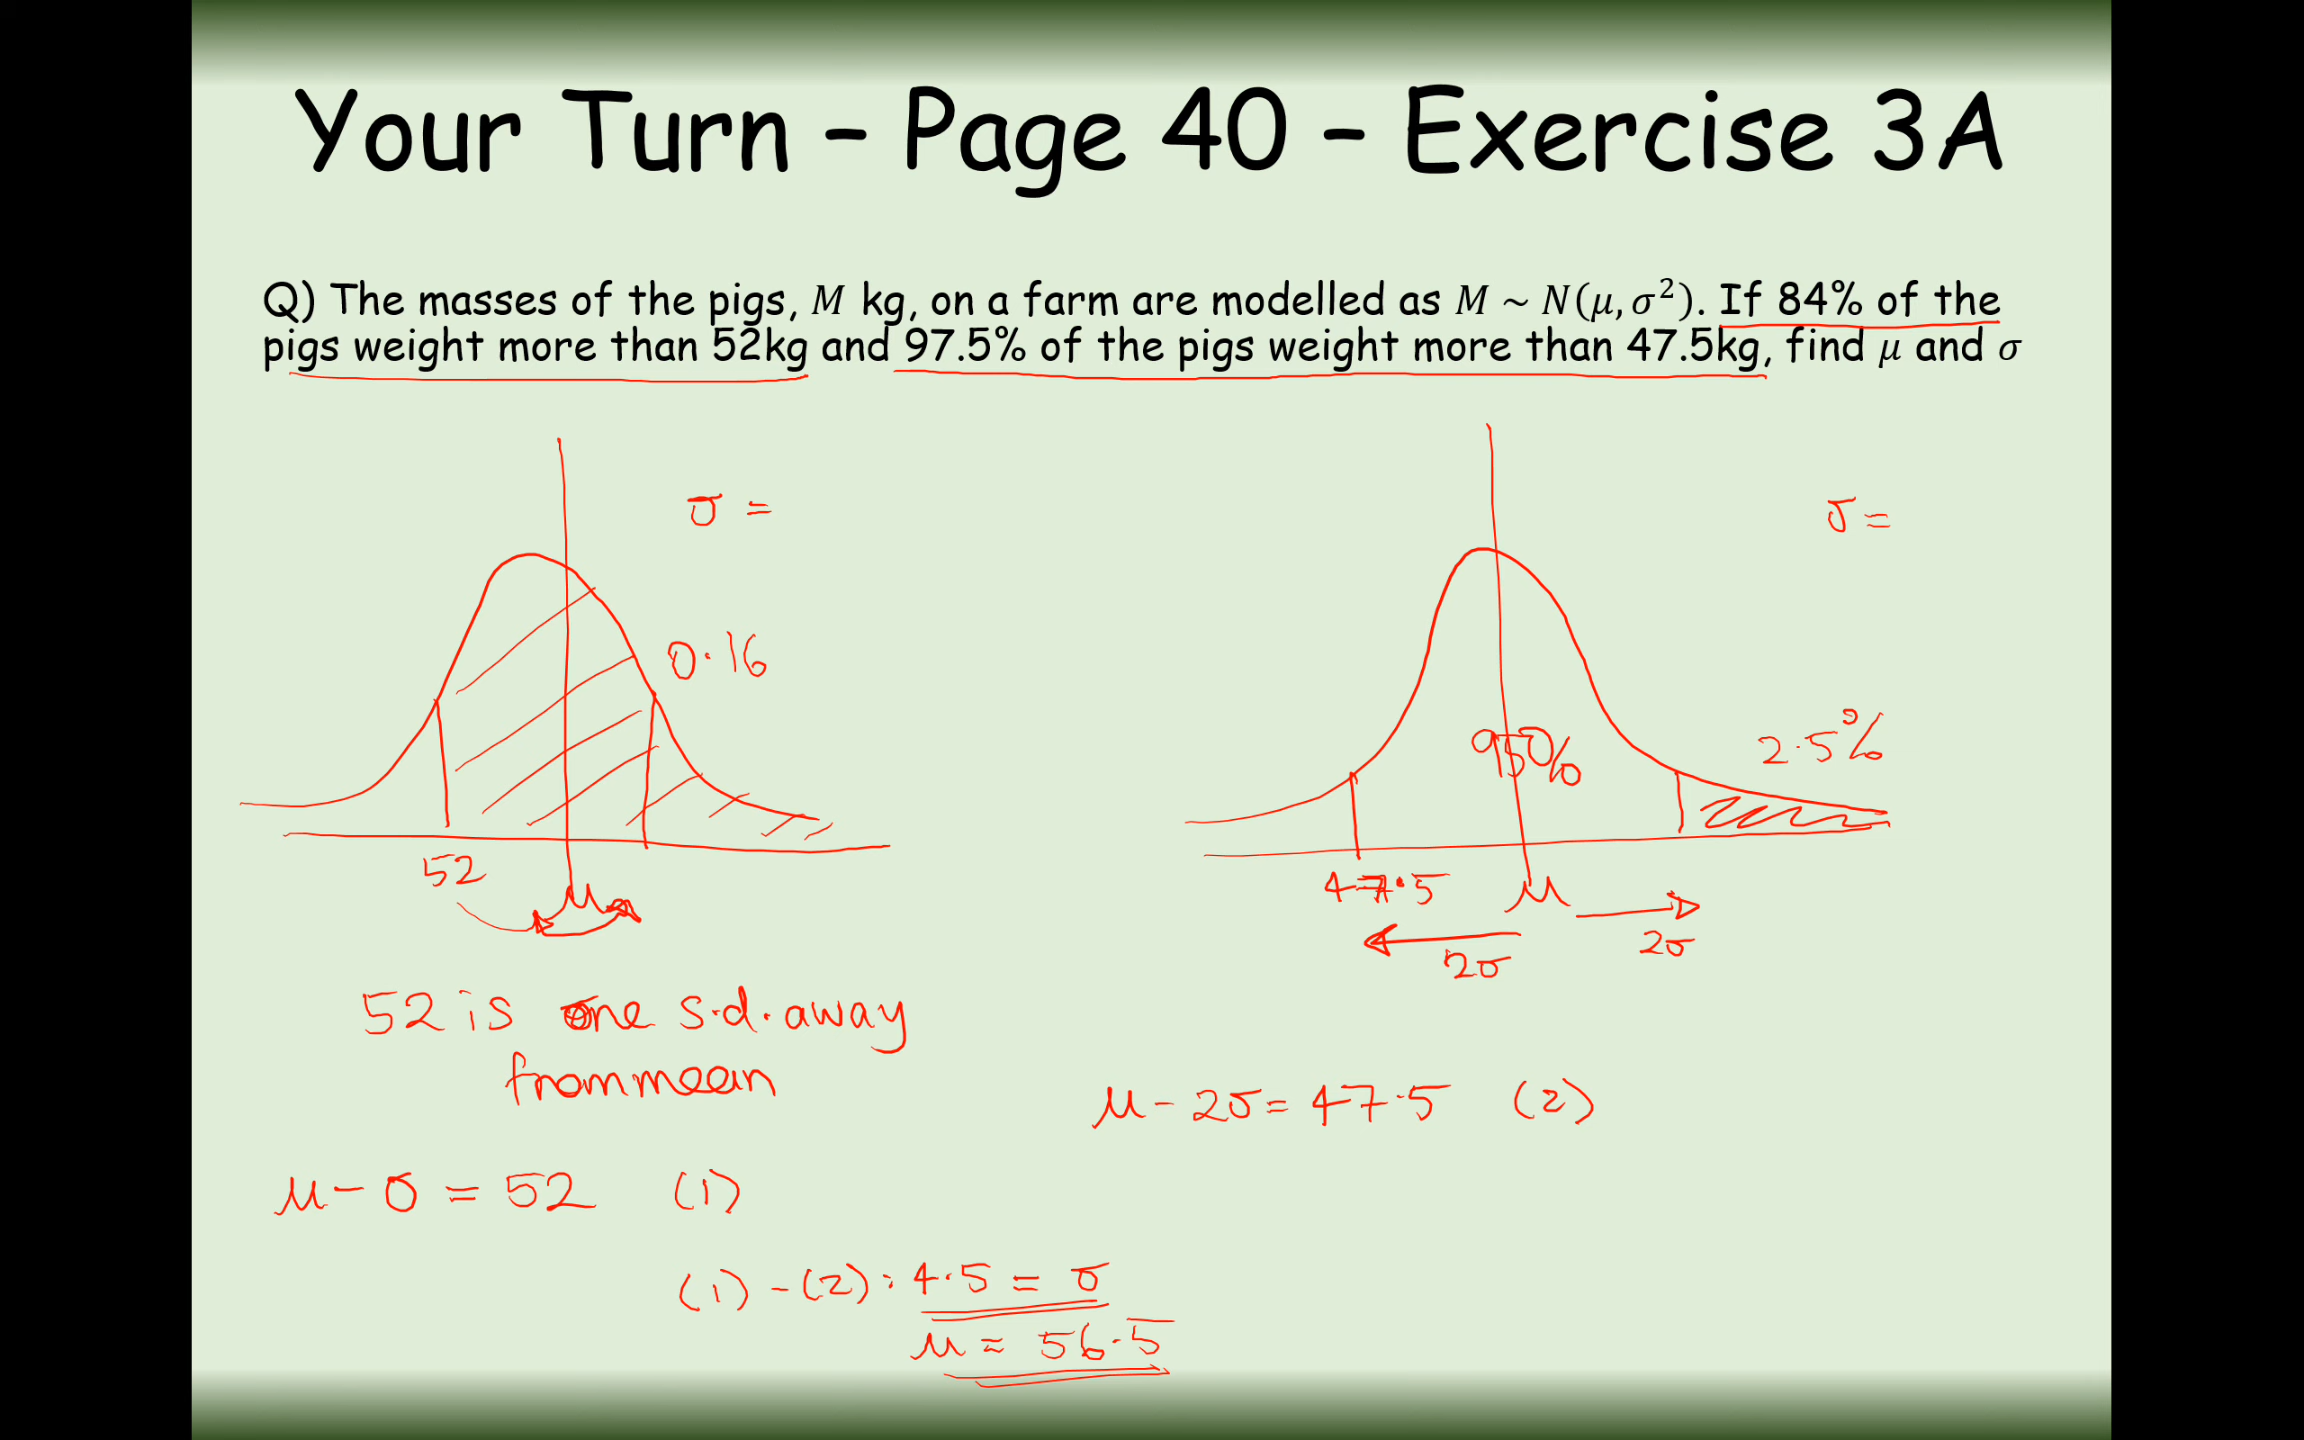 Your Turn – Page 40 – Exercise 3A
Q) The masses of the pigs, M kg, on a farm are modelled as M ~ N(μ, σ²). If 84% of the
pigs weight more than 52kg and 97.5% of the pigs weight more than 47.5kg, find μ and σ
σ =
σ =
0.16
95%
2.5%
52
μ
47.5
μ
2σ
2σ
52 is one s.d. away
from mean
μ - 2σ = 47.5 (2)
μ - σ = 52 (1)
(1) - (2) : 4.5 = σ
μ = 56.5